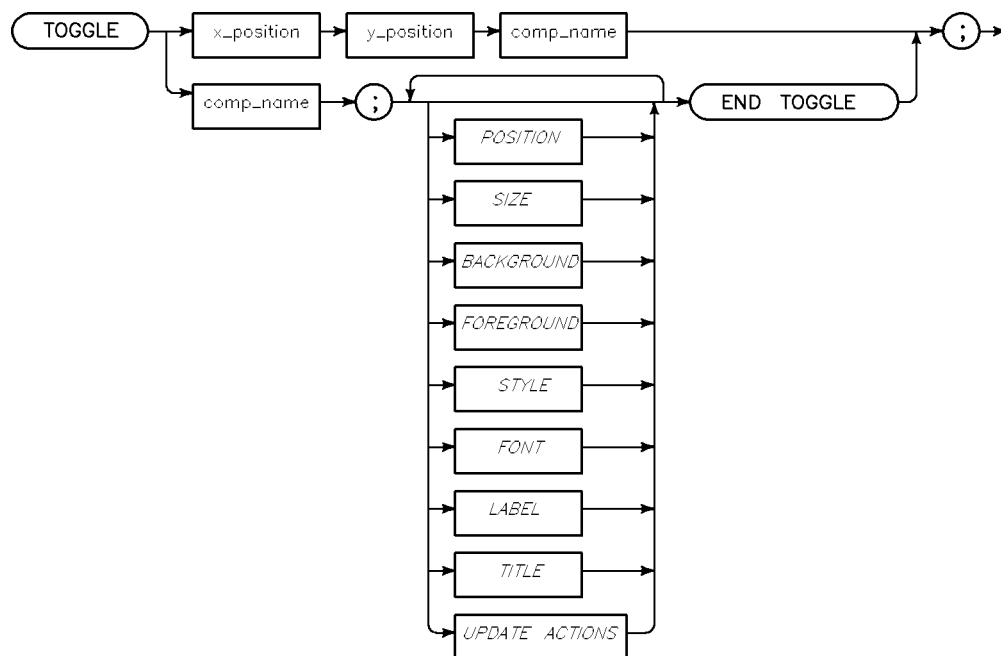 TOGGLE x_position y_position comp_name ;
comp_name ; END TOGGLE
POSITION
SIZE
BACKGROUND
FOREGROUND
STYLE
FONT
LABEL
TITLE
UPDATE ACTIONS